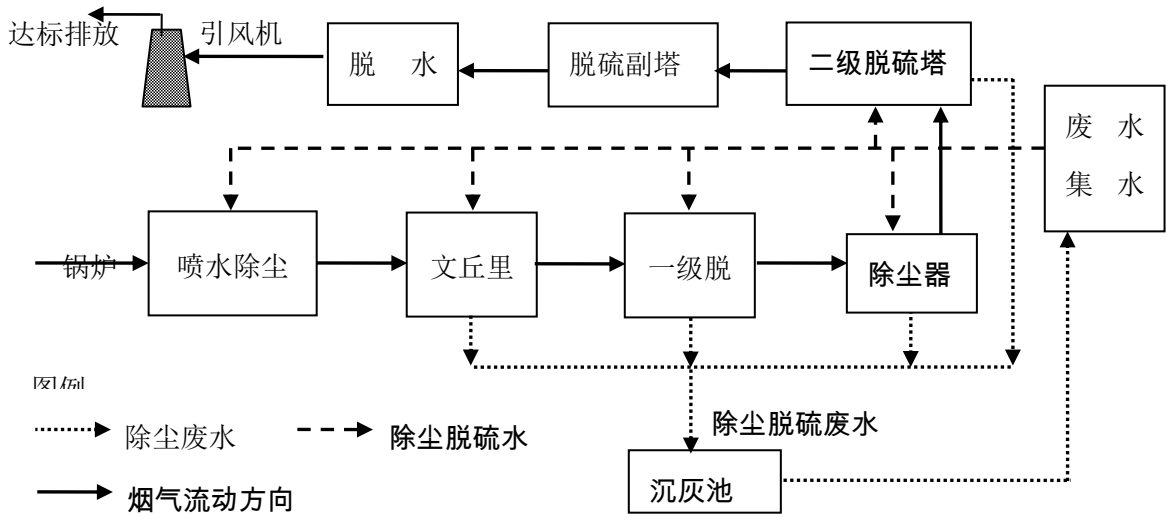 达标排放
引风机
脱 水
脱硫副塔
二级脱硫塔
废 水
集 水
锅炉
喷水除尘
文丘里
一级脱
除尘器
图例
除尘废水
除尘脱硫水
除尘脱硫废水
烟气流动方向
沉灰池